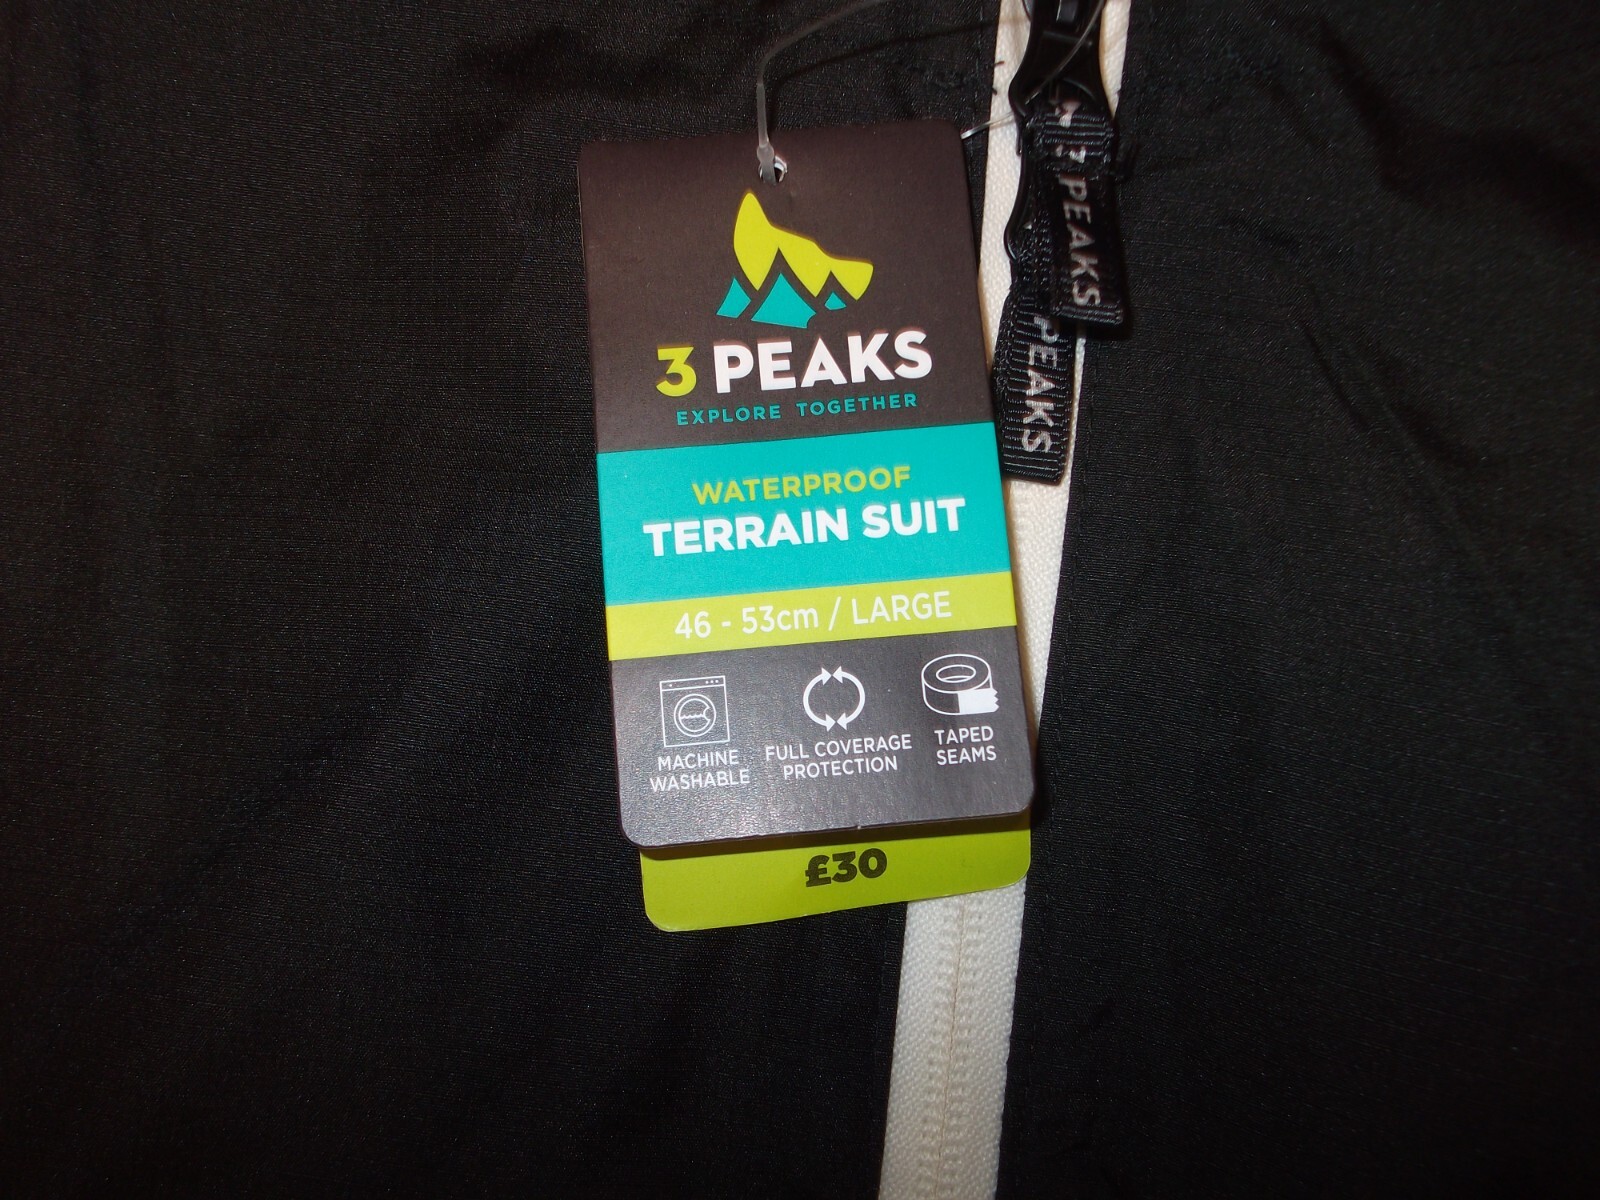 3 PEAKS
EXPLORE TOGETHER
WATERPROOF
TERRAIN SUIT
46 - 53cm / LARGE
MACHINE
WASHABLE
FULL COVERAGE
PROTECTION
TAPED
SEAMS
£30
PEAKS
PEAKS